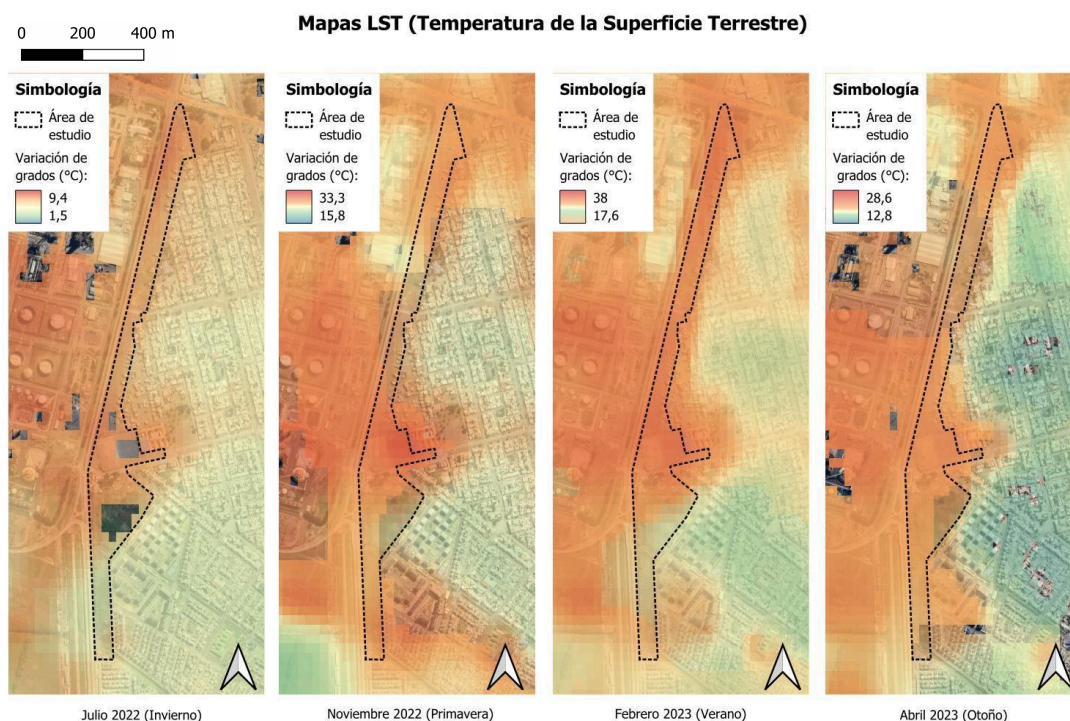 Mapas LST (Temperatura de la Superficie Terrestre)
0 200 400 m
Simbología
Área de
estudio
Variación de
grados (°C):
9,4
1,5
Simbología
Área de
estudio
Variación de
grados (°C):
33,3
15,8
Simbología
Área de
estudio
Variación de
grados (°C):
38
17,6
Simbología
Área de
estudio
Variación de
grados (°C):
28,6
12,8
Julio 2022 (Invierno)
Noviembre 2022 (Primavera)
Febrero 2023 (Verano)
Abril 2023 (Otoño)